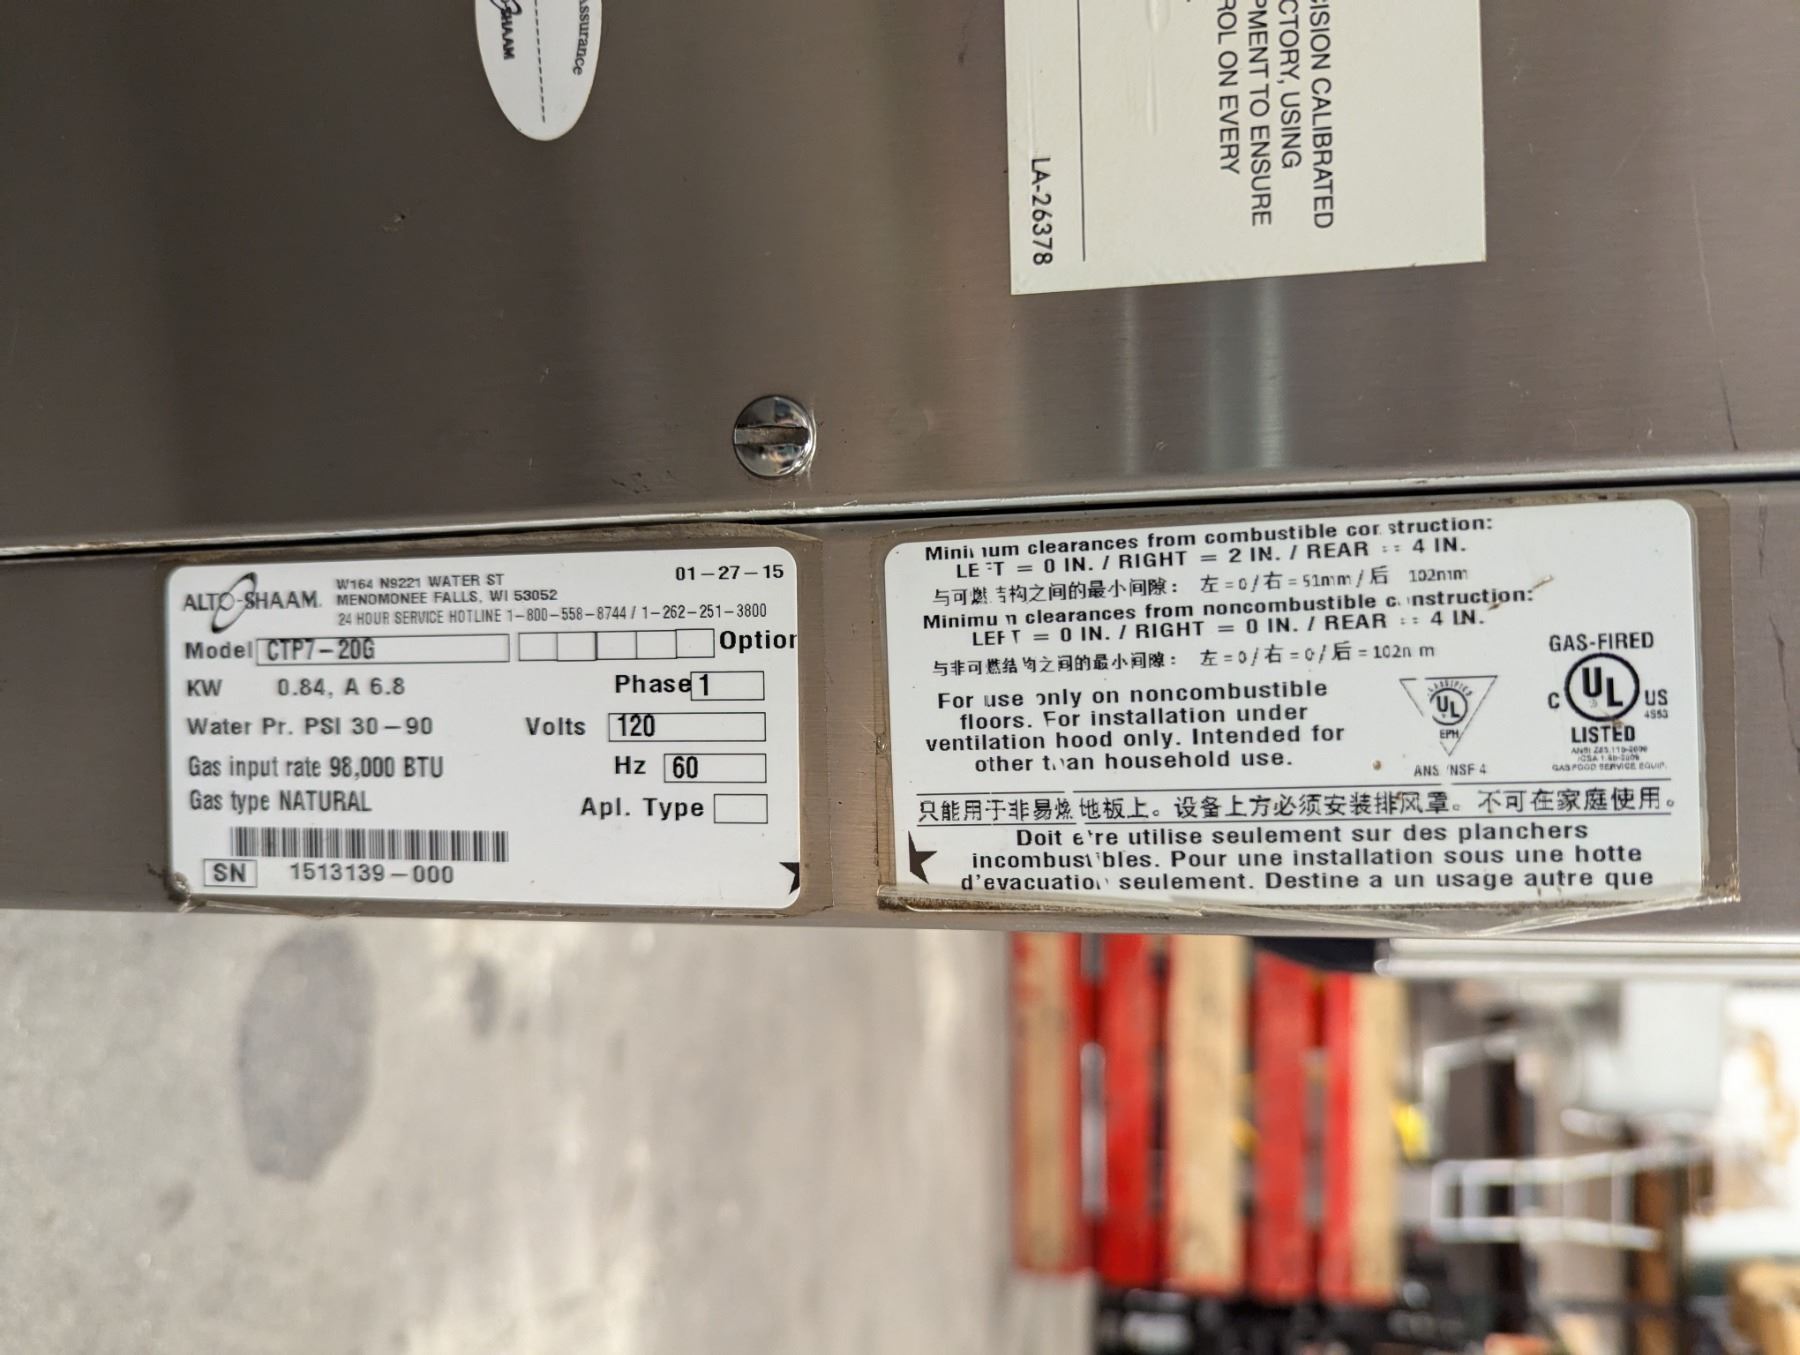 Assurance
SHAAM
CISION CALIBRATED
CTORY, USING
PMENT TO ENSURE
ROL ON EVERY
LA-26378
ALTO-SHAAM.
W164 N9221 WATER ST
MENOMONEE FALLS, WI 53052
24 HOUR SERVICE HOTLINE 1-800-558-8744 / 1-262-251-3800
01-27-15
Model CTP7-20G Option
KW 0.84, A 6.8 Phase 1
Water Pr. PSI 30-90 Volts 120
Gas input rate 98,000 BTU Hz 60
Gas type NATURAL Apl. Type
SN 1513139-000
Minimum clearances from combustible construction:
LEFT = 0 IN. / RIGHT = 2 IN. / REAR = 4 IN.
与可燃结构之间的最小间隙: 左=0/右=51mm/后 102mm
Minimum clearances from noncombustible construction:
LEFT = 0 IN. / RIGHT = 0 IN. / REAR = 4 IN.
与非可燃结构之间的最小间隙: 左=0/右=0/后=102mm
For use only on noncombustible
floors. For installation under
ventilation hood only. Intended for
other than household use.
CLASSIFIED
UL
EPH
ANS /NSF 4
GAS-FIRED
C UL US
LISTED
GAS FOOD SERVICE EQUIP.
只能用于非易燃地板上。设备上方必须安装排风罩。不可在家庭使用。
Doit etre utilise seulement sur des planchers
incombustibles. Pour une installation sous une hotte
d'evacuation seulement. Destine a un usage autre que